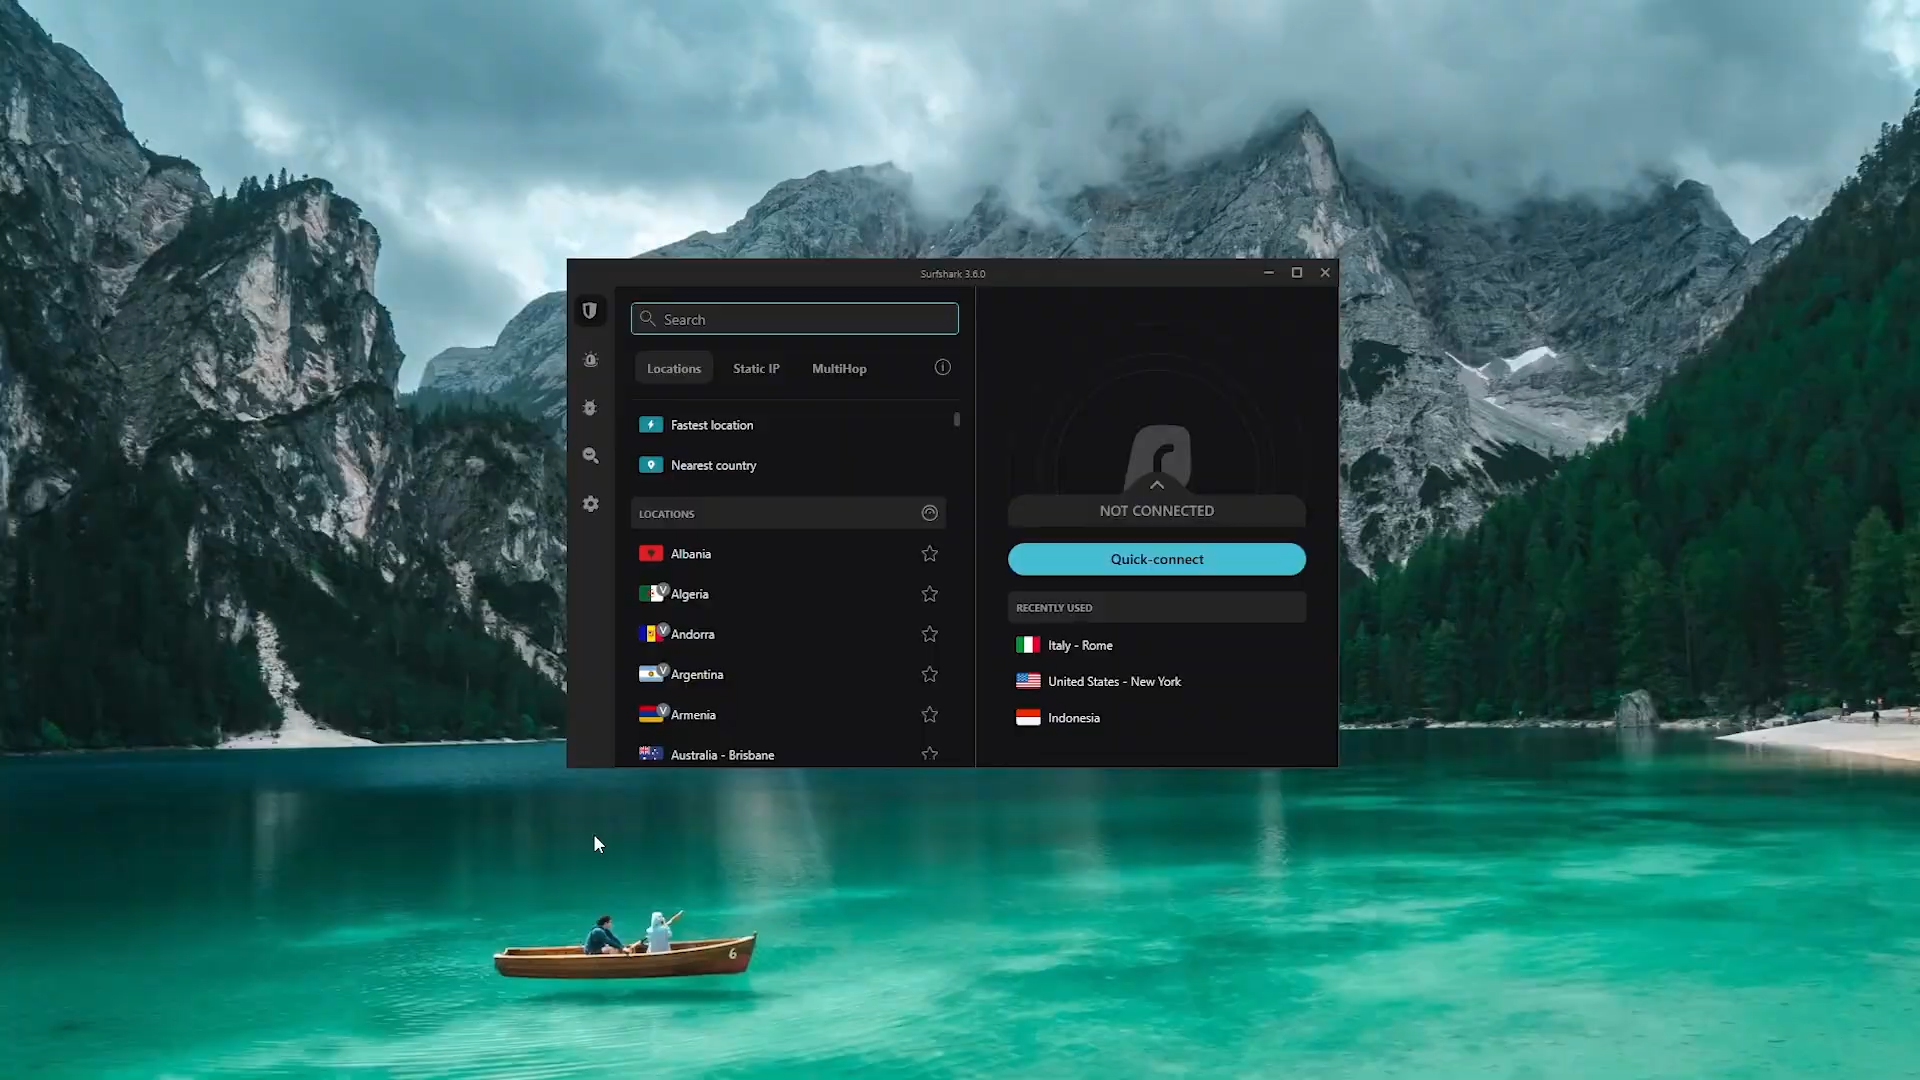 Surfshark 3.6.0
Search
Locations
Static IP
MultiHop
Fastest location
Nearest country
LOCATIONS
Albania
V
Algeria
V
Andorra
V
Argentina
V
Armenia
Australia - Brisbane
NOT CONNECTED
Quick-connect
RECENTLY USED
Italy - Rome
United States - New York
Indonesia
6